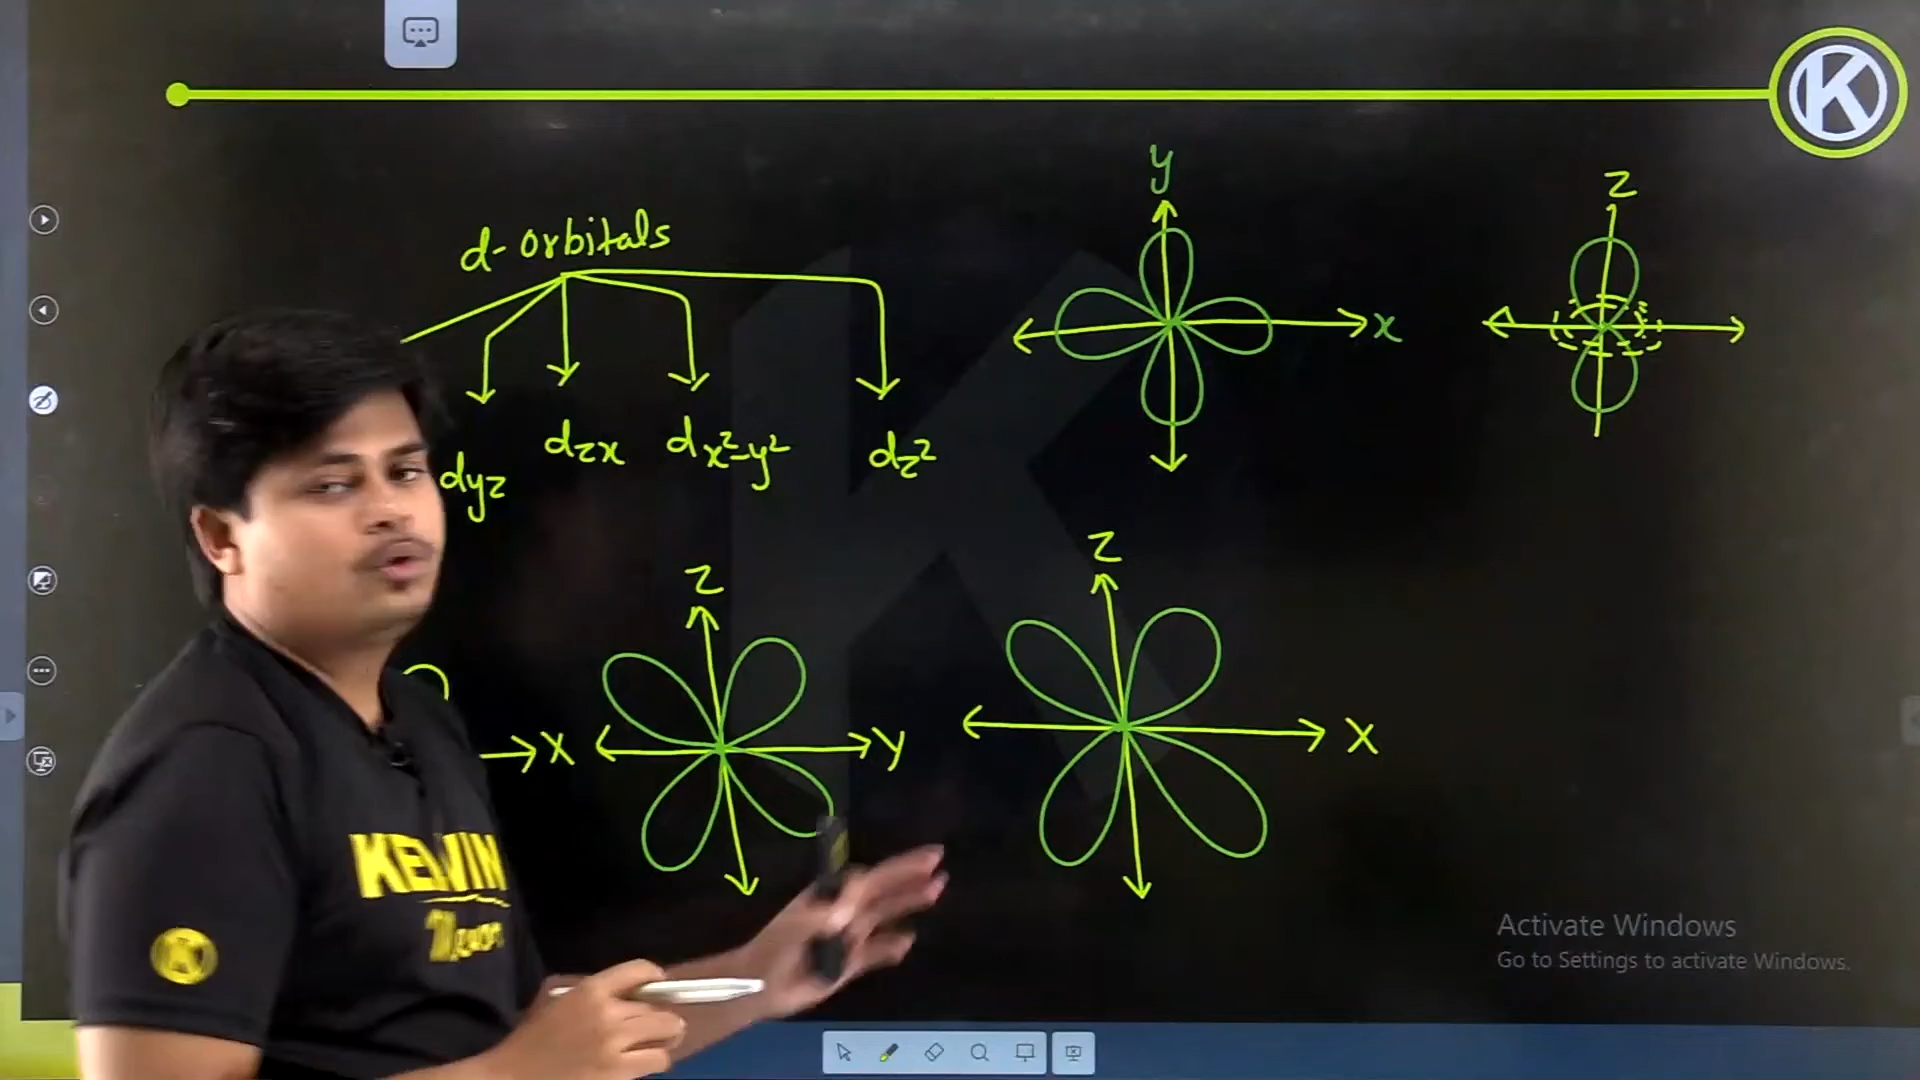 K
d-orbitals
dyz
dzx
dx²-y²
dz²
y
x
z
X
z
y
z
X
KELVIN
K
Activate Windows
Go to Settings to activate Windows.